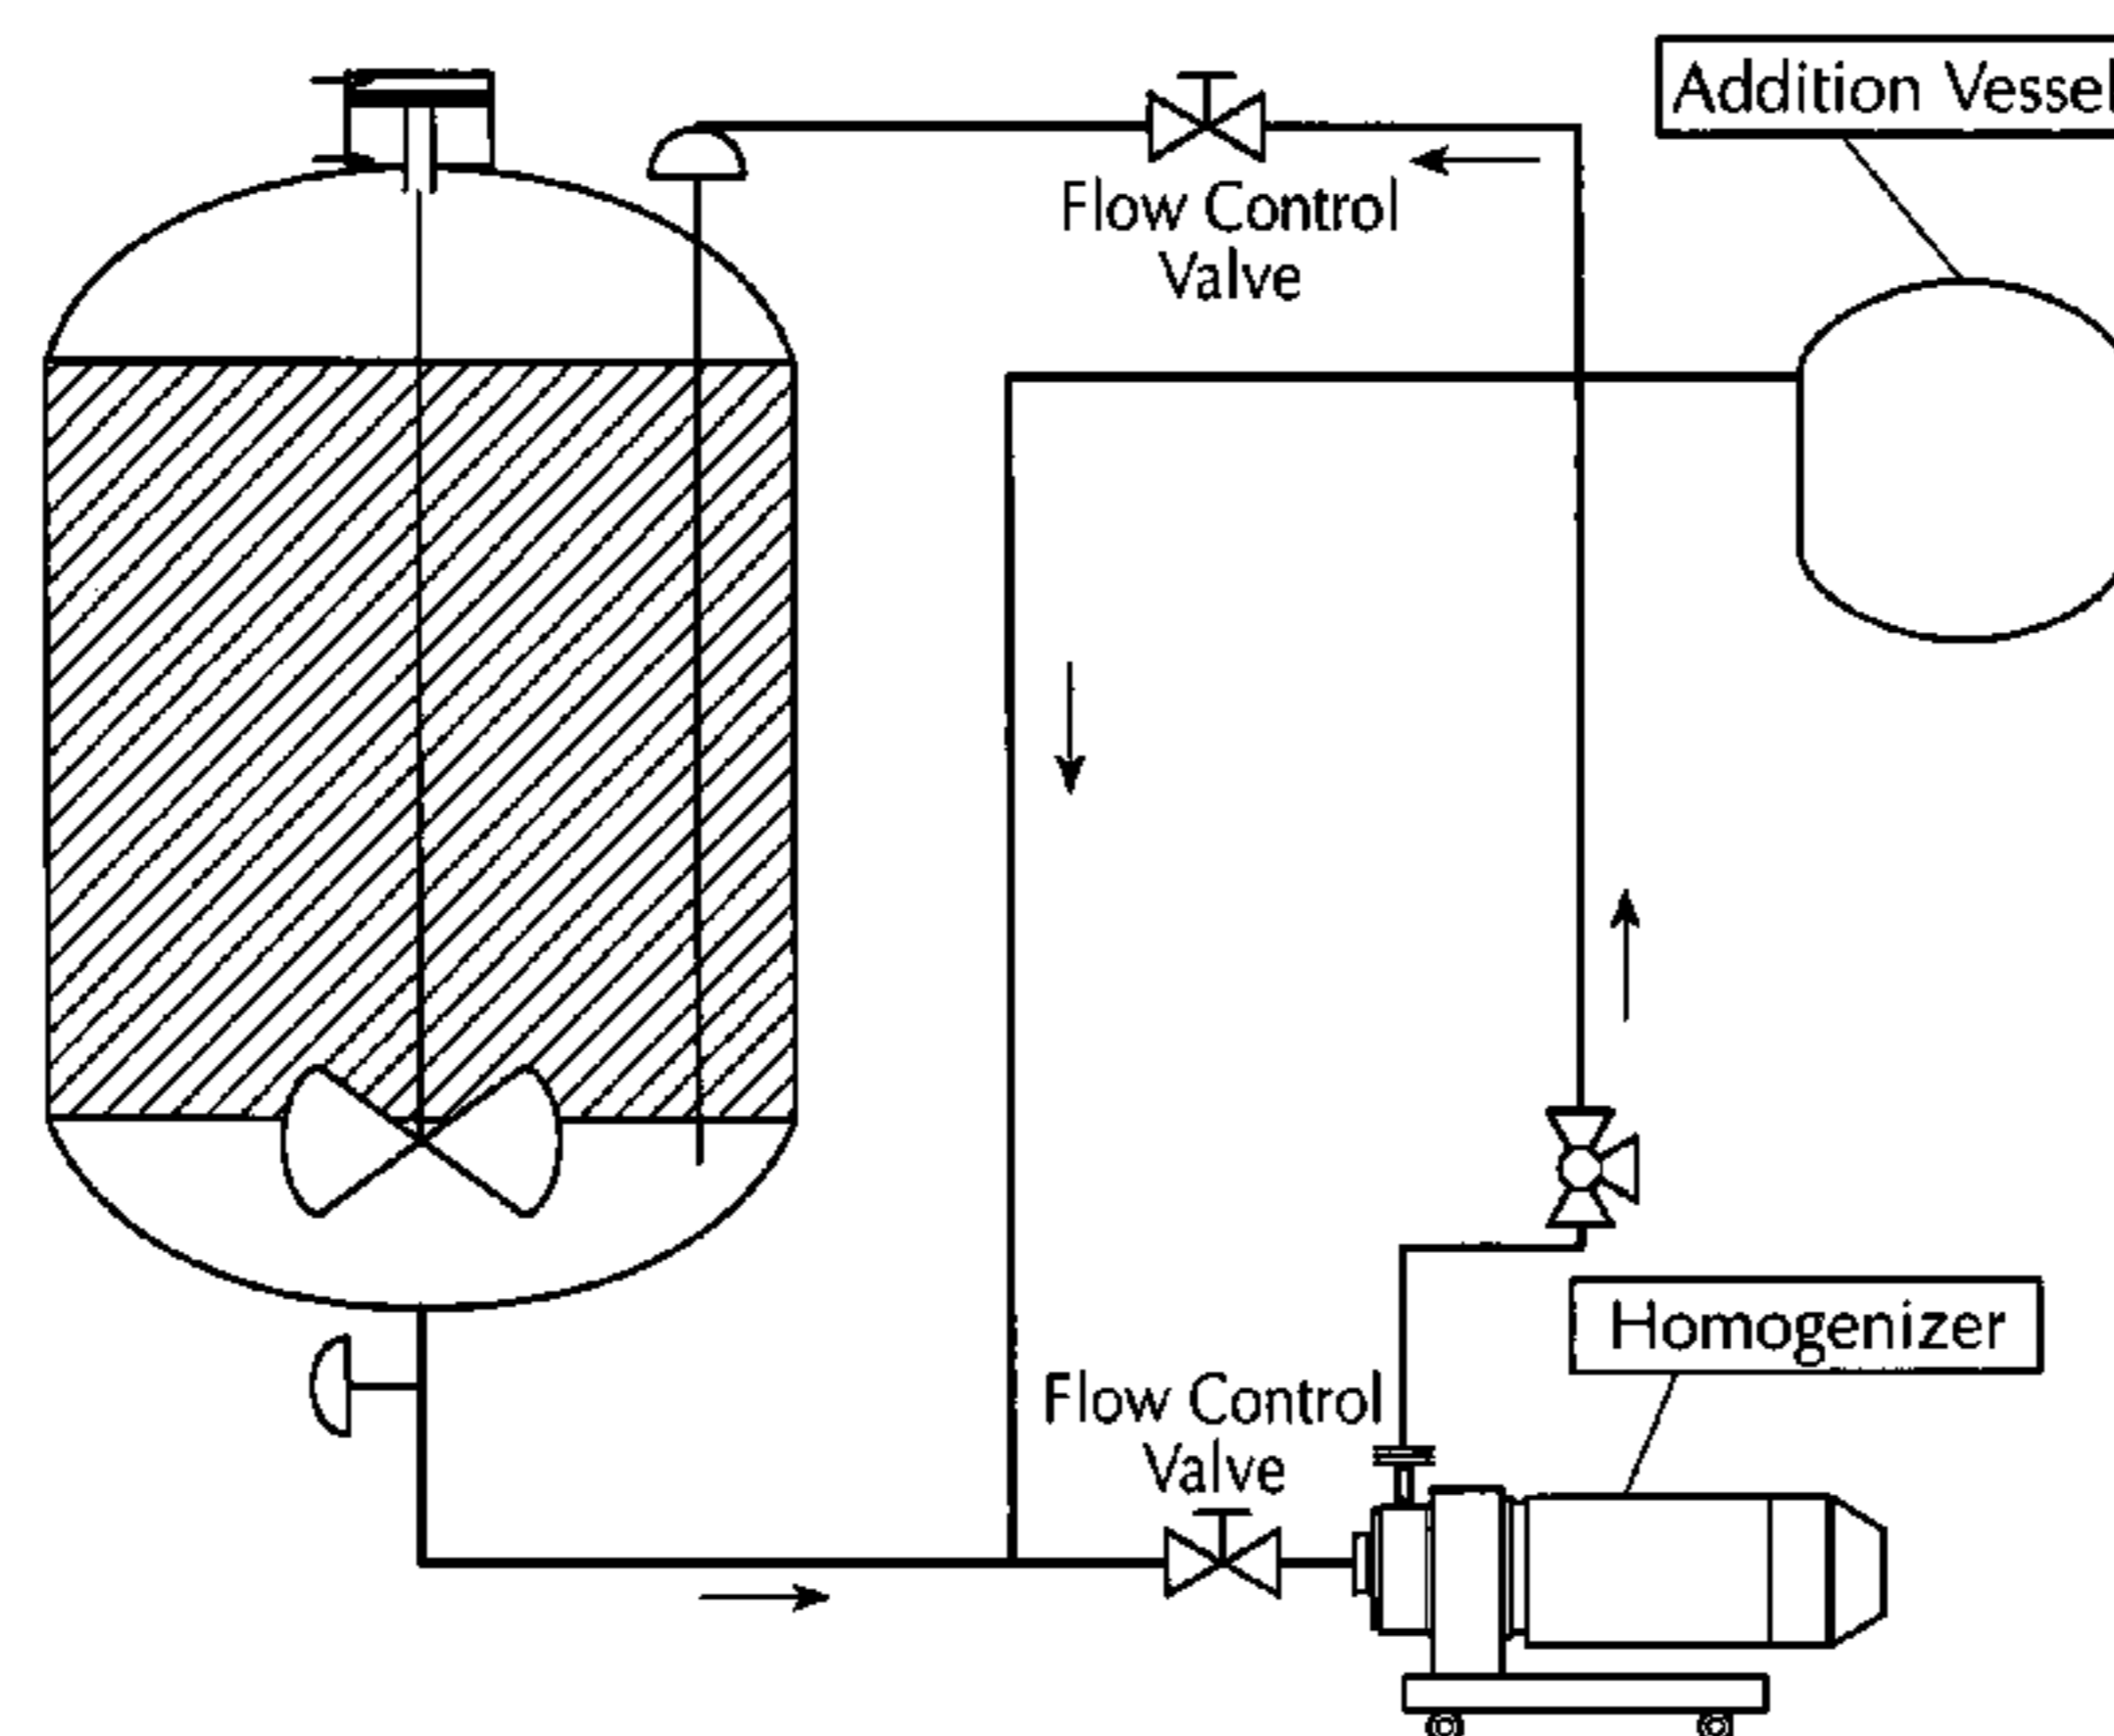 Addition Vessel
Flow Control
Valve
Homogenizer
Flow Control
Valve